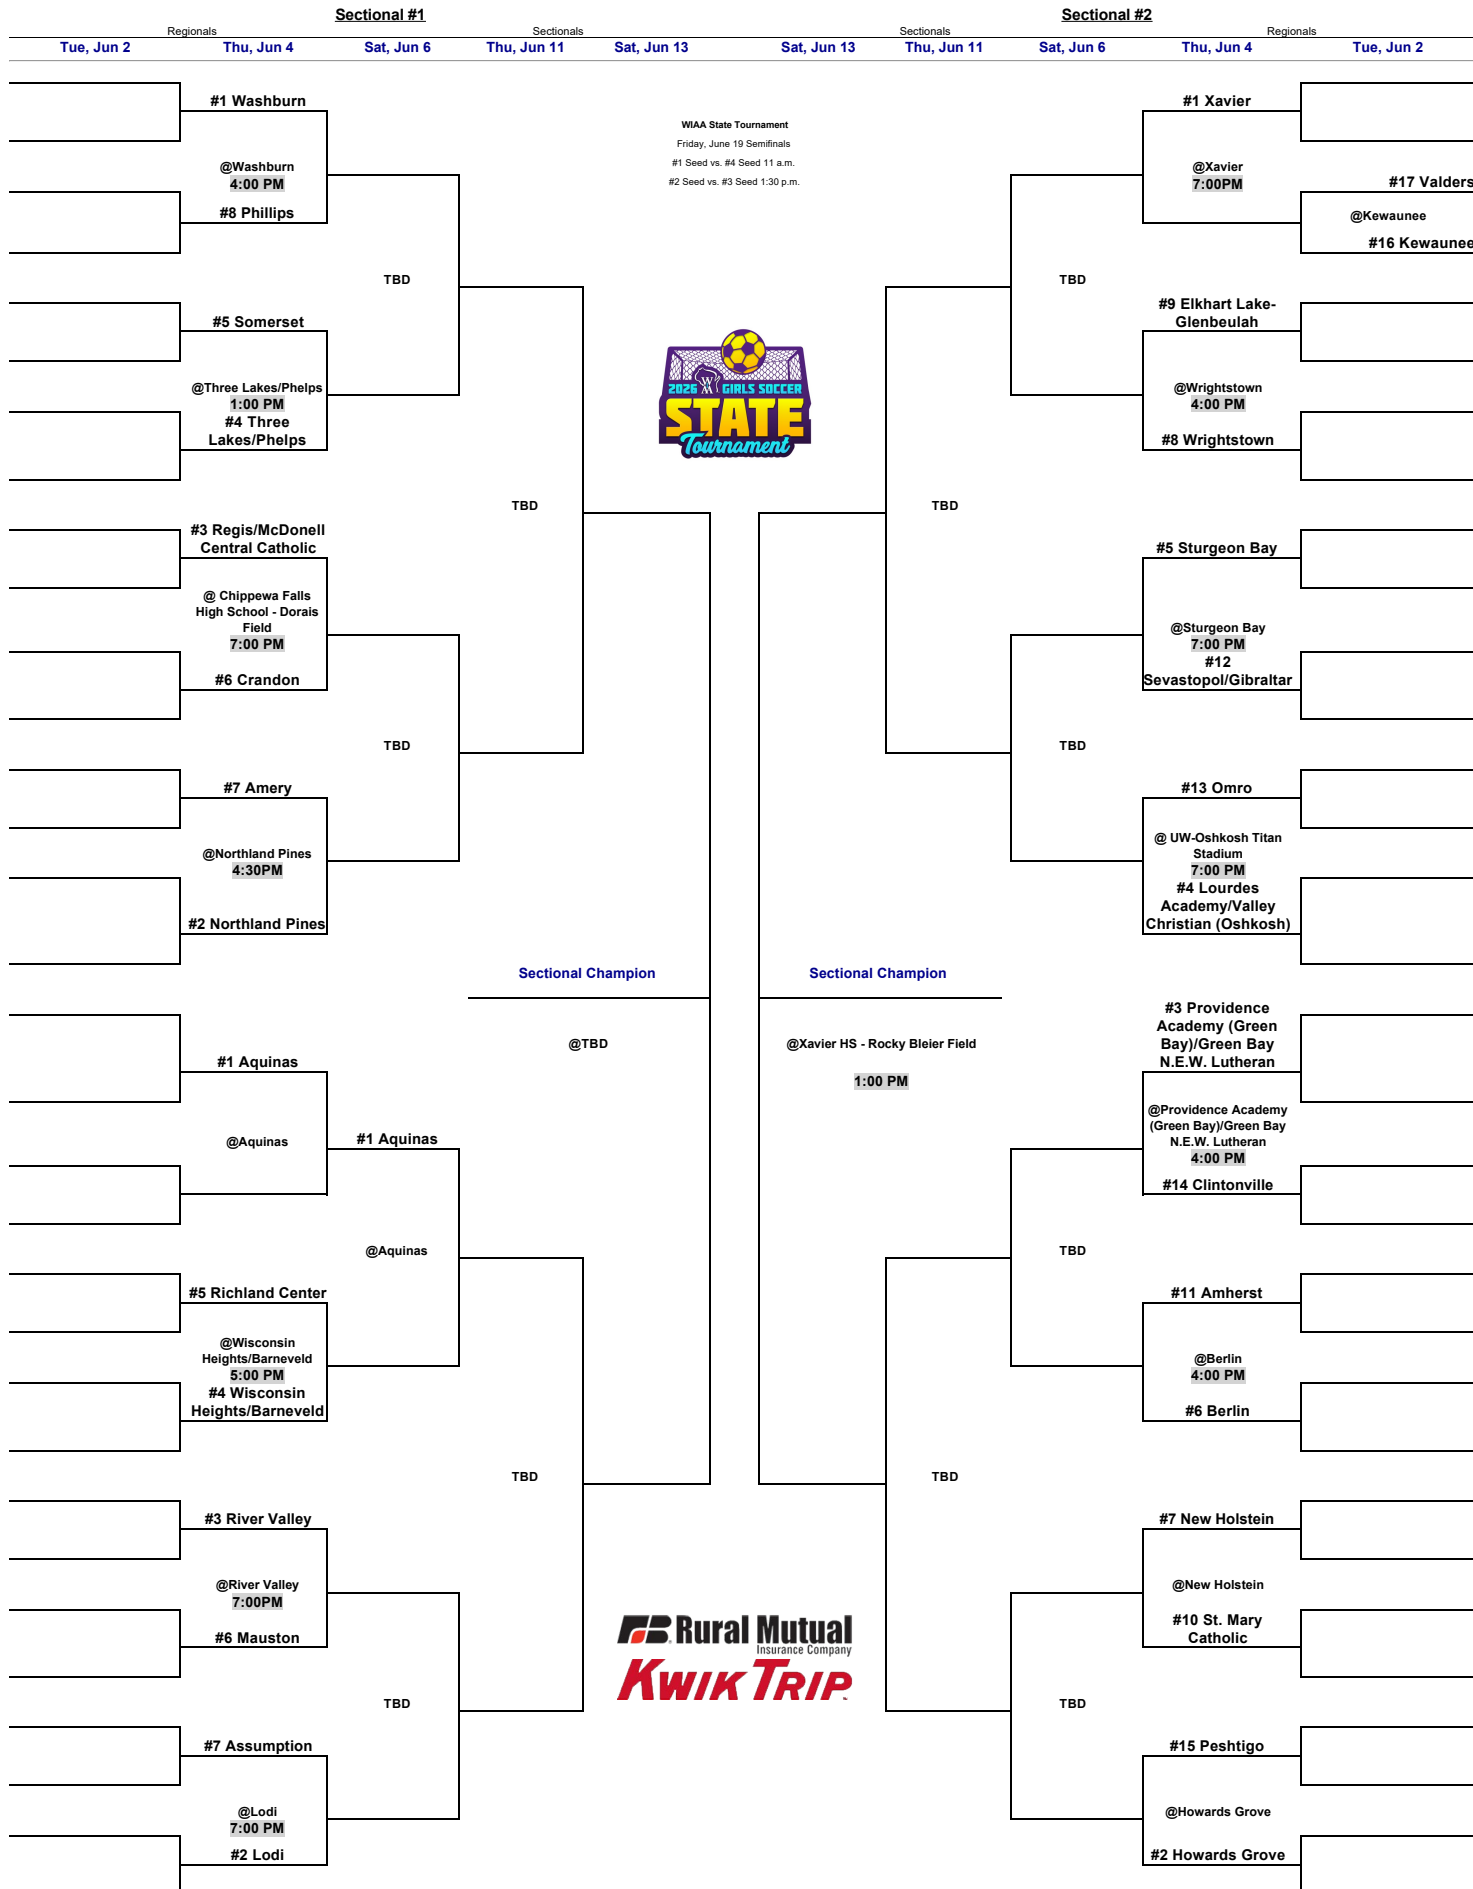 Sectional #1
Sectional #2
Regionals
Sectionals
Sectionals
Regionals
Tue, Jun 2
Thu, Jun 4
Sat, Jun 6
Thu, Jun 11
Sat, Jun 13
Sat, Jun 13
Thu, Jun 11
Sat, Jun 6
Thu, Jun 4
Tue, Jun 2
#1 Washburn
@Washburn
4:00 PM
#8 Phillips
TBD
#5 Somerset
@Three Lakes/Phelps
1:00 PM
#4 Three
Lakes/Phelps
TBD
#3 Regis/McDonell
Central Catholic
@ Chippewa Falls
High School - Dorais
Field
7:00 PM
#6 Crandon
TBD
#7 Amery
@Northland Pines
4:30PM
#2 Northland Pines
Sectional Champion
@TBD
#1 Aquinas
@Aquinas
#1 Aquinas
@Aquinas
#5 Richland Center
@Wisconsin
Heights/Barneveld
5:00 PM
#4 Wisconsin
Heights/Barneveld
TBD
#3 River Valley
@River Valley
7:00PM
#6 Mauston
TBD
#7 Assumption
@Lodi
7:00 PM
#2 Lodi
WIAA State Tournament
Friday, June 19 Semifinals
#1 Seed vs. #4 Seed 11 a.m.
#2 Seed vs. #3 Seed 1:30 p.m.
2026 W GIRLS SOCCER
STATE
Tournament
Rural Mutual
Insurance Company
KWIK TRIP
#1 Xavier
@Xavier
7:00PM
#17 Valders
@Kewaunee
#16 Kewaunee
TBD
#9 Elkhart Lake-
Glenbeulah
@Wrightstown
4:00 PM
#8 Wrightstown
TBD
#5 Sturgeon Bay
@Sturgeon Bay
7:00 PM
#12
Sevastopol/Gibraltar
TBD
#13 Omro
@ UW-Oshkosh Titan
Stadium
7:00 PM
#4 Lourdes
Academy/Valley
Christian (Oshkosh)
Sectional Champion
@Xavier HS - Rocky Bleier Field
1:00 PM
#3 Providence
Academy (Green
Bay)/Green Bay
N.E.W. Lutheran
@Providence Academy
(Green Bay)/Green Bay
N.E.W. Lutheran
4:00 PM
#14 Clintonville
TBD
#11 Amherst
@Berlin
4:00 PM
#6 Berlin
TBD
#7 New Holstein
@New Holstein
#10 St. Mary
Catholic
TBD
#15 Peshtigo
@Howards Grove
#2 Howards Grove